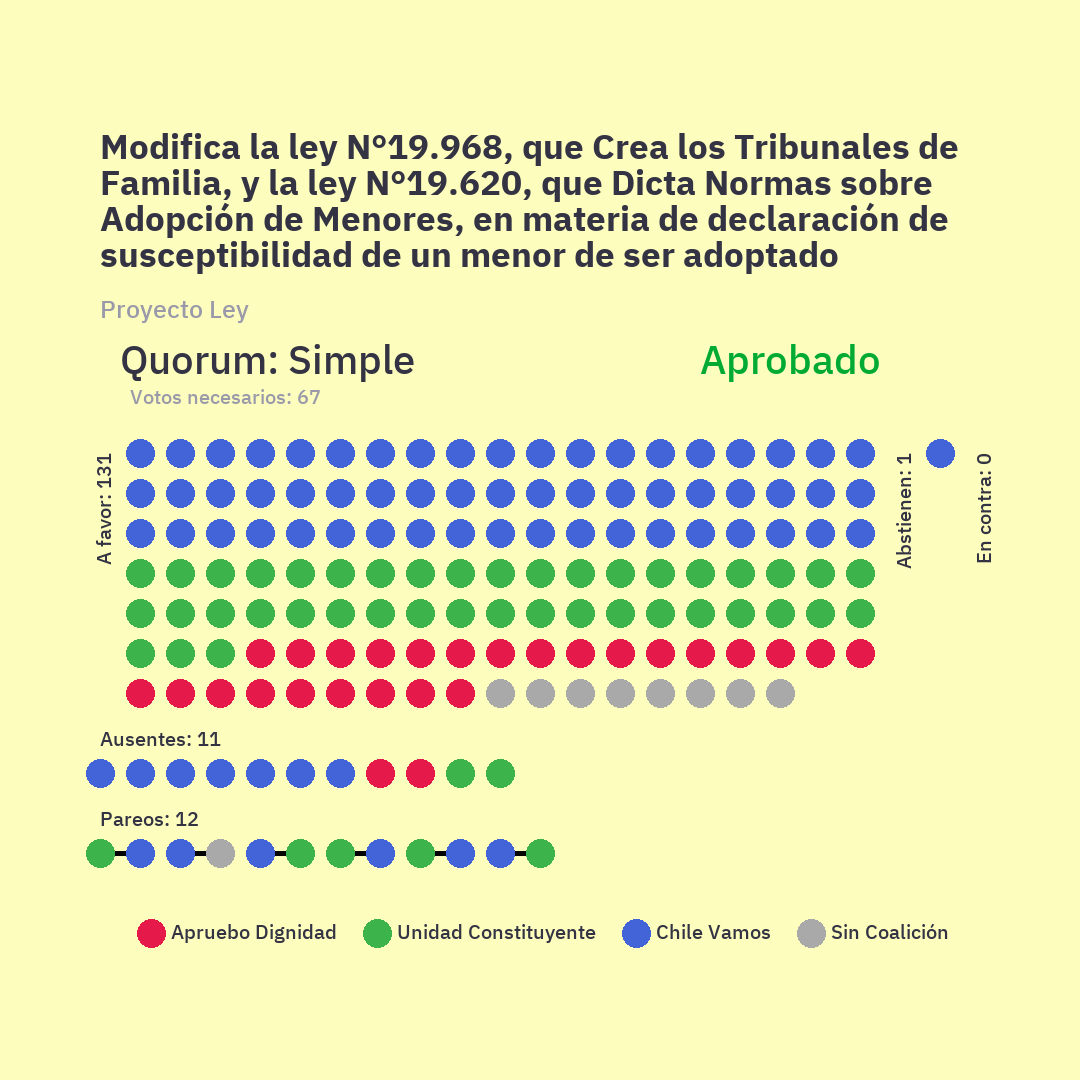 Modifica la ley N°19.968, que Crea los Tribunales de
Familia, y la ley N°19.620, que Dicta Normas sobre
Adopción de Menores, en materia de declaración de
susceptibilidad de un menor de ser adoptado
Proyecto Ley
Quorum: Simple
Aprobado
Votos necesarios: 67
A favor: 131
Abstienen: 1
En contra: 0
Ausentes: 11
Pareos: 12
Apruebo Dignidad
Unidad Constituyente
Chile Vamos
Sin Coalición